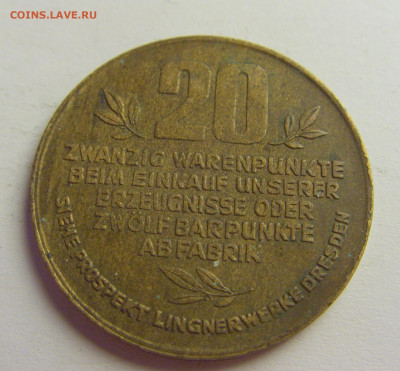 COINS.LAVE.RU
20
ZWANZIG WARENPUNKTE
BEIM EINKAUF UNSERER
ERZEUGNISSE ODER
ZWÖLF BARPUNKTE
AB FABRIK
SIEHE PROSPEKT LINGNERWERKE DRESDEN